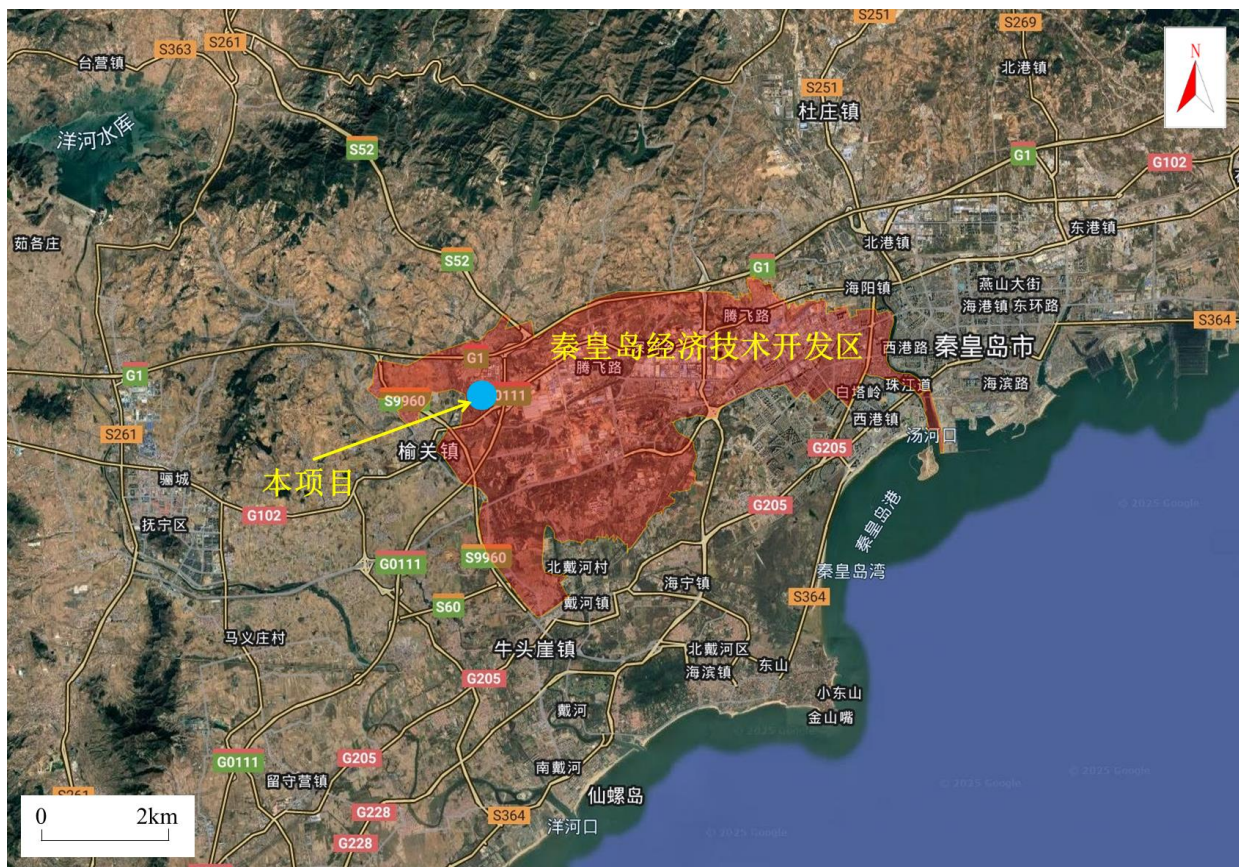 S251
S269
S261
S363
台营镇
北港镇
N
S251
杜庄镇
洋河水库
S52
G1
G102
茹各庄
东港镇
北港镇
S52
G1
燕山大街
海阳镇
海港镇
东环路
腾飞路
S364
秦皇岛经济技术开发区
西港路
秦皇岛市
G1
腾飞路
G1
S9960
0111
白塔岭
珠江道
海滨路
西港镇
S261
汤河口
榆关镇
G205
本项目
骊城
G102
G205
© 2025 Google
抚宁区
秦皇岛港
G0111
S9960
北戴河村
秦皇岛湾
海宁镇
S364
S60
戴河镇
马义庄村
牛头崖镇
北戴河区
东山
海滨镇
G205
小东山
戴河
金山嘴
G0111
G205
南戴河
© 2025 Google
© 2025 Google
留守营镇
仙螺岛
S261
0 2km
G228
S364
洋河口
© 2025 Google
G228